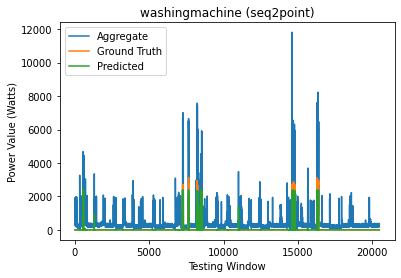 washingmachine (seq2point)
Aggregate
Ground Truth
Predicted
12000
10000
8000
6000
4000
2000
0
Power Value (Watts)
0 5000 10000 15000 20000
Testing Window